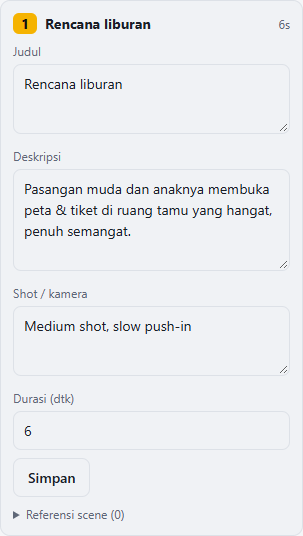 1 Rencana liburan 6s
Judul
Rencana liburan
Deskripsi
Pasangan muda dan anaknya membuka
peta & tiket di ruang tamu yang hangat,
penuh semangat.
Shot / kamera
Medium shot, slow push-in
Durasi (dtk)
6
Simpan
Referensi scene (0)